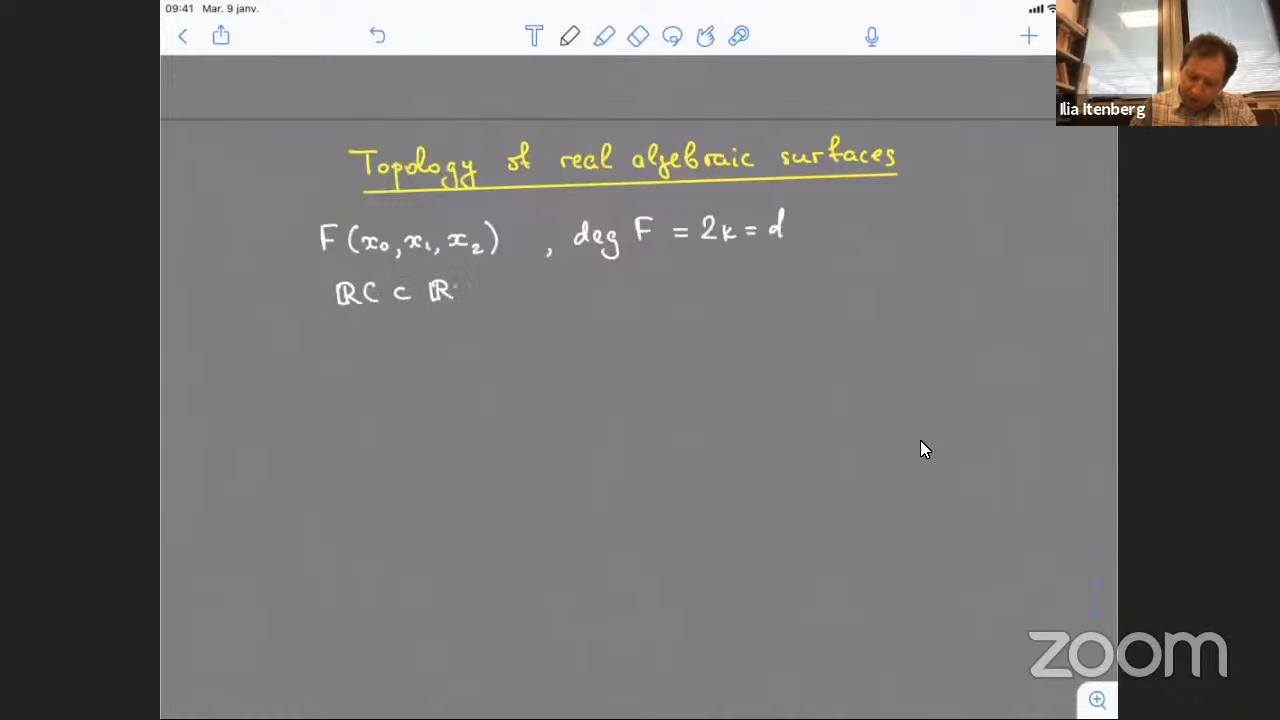 09:41 Mar. 9 janv.
Ilia Itenberg
Topology of real algebraic surfaces
F(x₀, x₁, x₂) , deg F = 2k = d
ℝC ⊂ ℝ
zoom